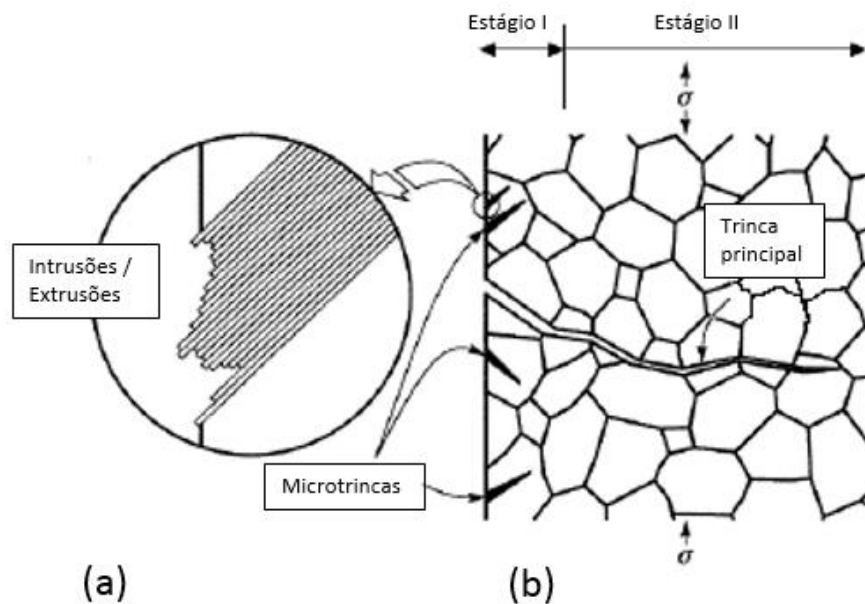 Estágio I
Estágio II
σ
Intrusões /
Extrusões
Trinca
principal
Microtrincas
σ
(a)
(b)